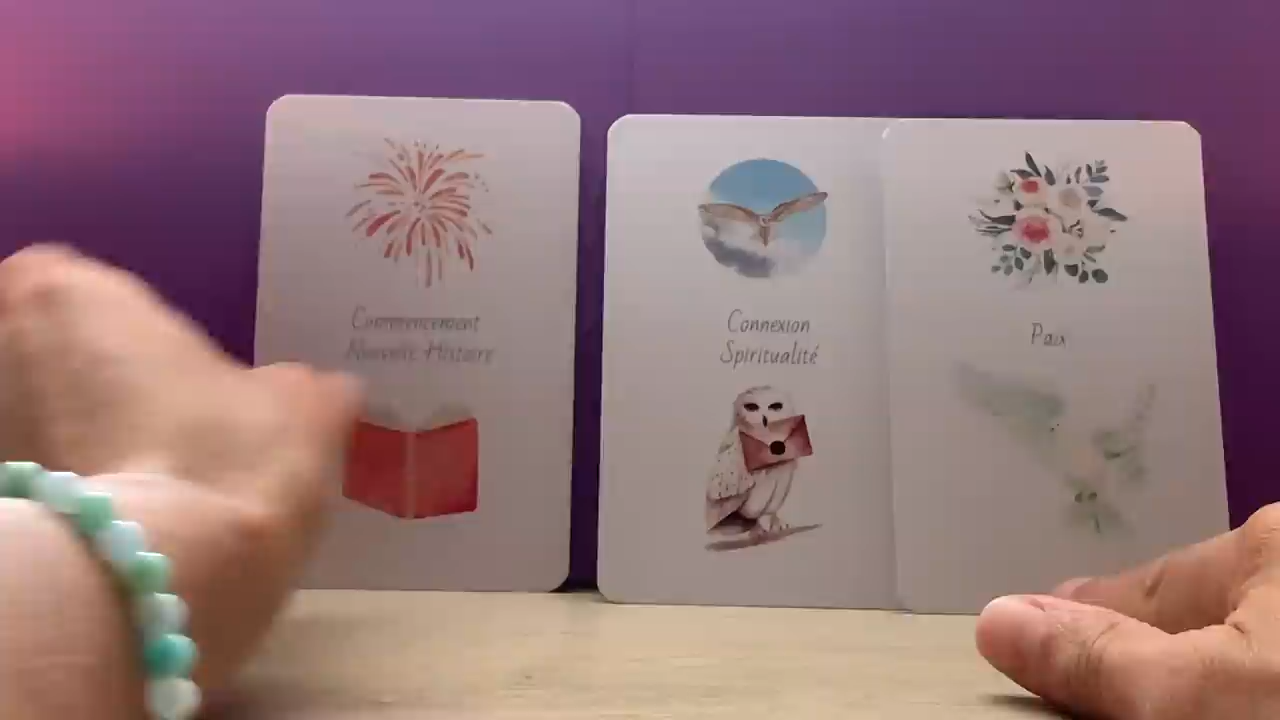 Commencement
Nouvelle Histoire
Connexion
Spiritualité
Paix